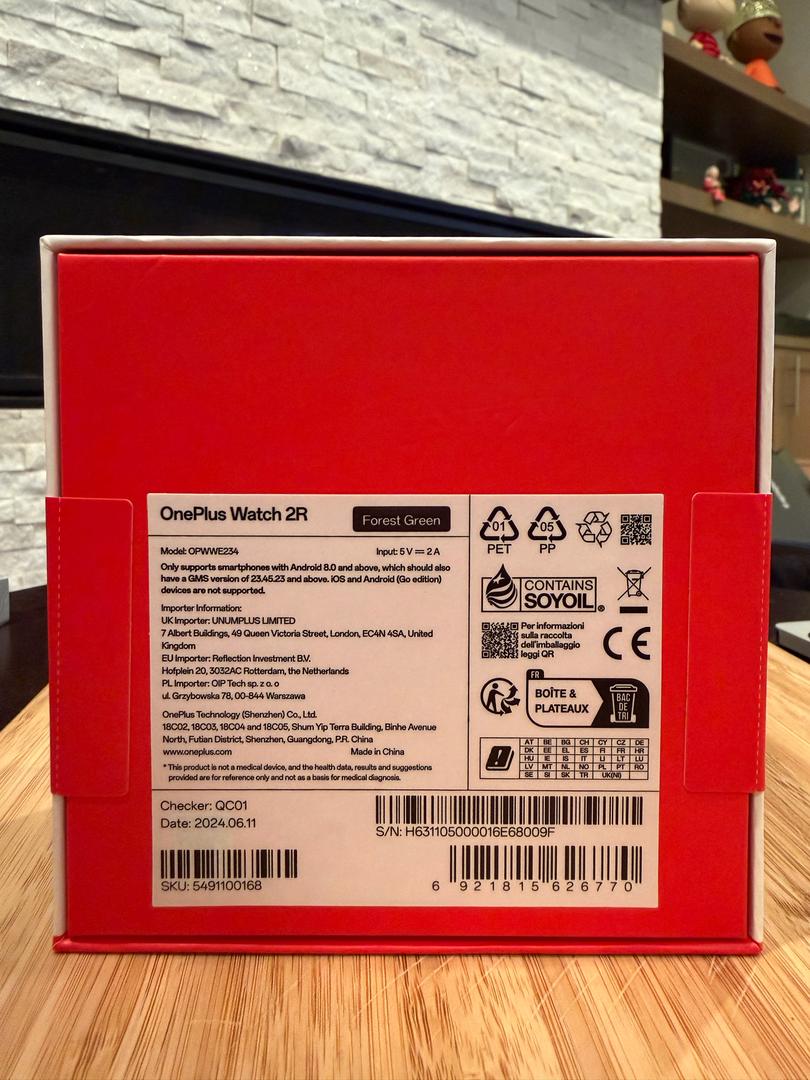 OnePlus Watch 2R
Forest Green
Model: OPWWE234 Input: 5 V ⎓ 2 A
Only supports smartphones with Android 8.0 and above, which should also
have a GMS version of 23.45.23 and above. iOS and Android (Go edition)
devices are not supported.
Importer Information:
UK Importer: UNUMPLUS LIMITED
7 Albert Buildings, 49 Queen Victoria Street, London, EC4N 4SA, United
Kingdom
EU Importer: Reflection Investment B.V.
Hofplein 20, 3032AC Rotterdam, the Netherlands
PL Importer: OIP Tech sp. z o. o
ul. Grzybowska 78, 00-844 Warszawa
OnePlus Technology (Shenzhen) Co., Ltd.
18C02, 18C03, 18C04 and 18C05, Shum Yip Terra Building, Binhe Avenue
North, Futian District, Shenzhen, Guangdong, P.R. China
www.oneplus.com Made in China
* This product is not a medical device, and the health data, results and suggestions
provided are for reference only and not as a basis for medical diagnosis.
01 05
PET PP
CONTAINS
SOYOIL®
Per informazioni
sulla raccolta
dell'imballaggio
leggi QR
CE
FR
BOÎTE &
PLATEAUX
BAC
DE
TRI
AT BE BG CH CY CZ DE
DK EE EL ES FI FR HR
HU IE IS IT LI LT LU
LV MT NL NO PL PT RO
SE SI SK TR UK(NI)
Checker: QC01
Date: 2024.06.11
S/N: H631105000016E68009F
SKU: 5491100168
6 921815 626770